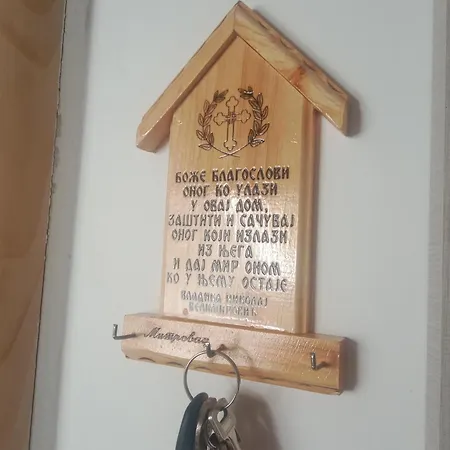 БОЖЕ БЛАГОСЛОВИ
ОНОГ КО УЛАЗИ
У ОВАЈ ДОМ,
ЗАШТИТИ И САЧУВАЈ
ОНОГ КОЈИ ИЗЛАЗИ
ИЗ ЊЕГА
И ДАЈ МИР ОНОМ
КО У ЊЕМУ ОСТАЈЕ
ВЛАДИКА НИКОЛАЈ
ВЕЛИМИРОВИЋ